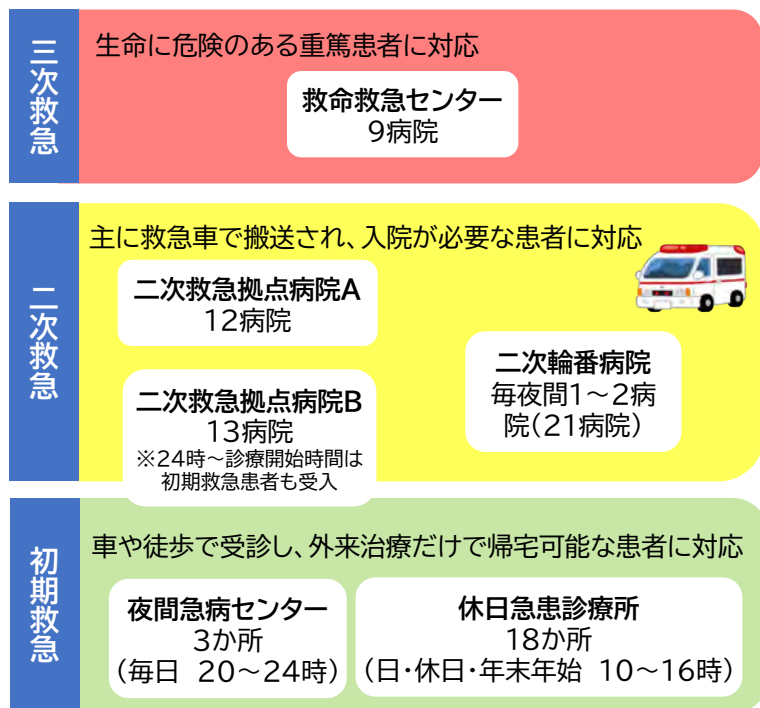 三次救急
生命に危険のある重篤患者に対応
救命救急センター
9病院
二次救急
主に救急車で搬送され、入院が必要な患者に対応
二次救急拠点病院A
12病院
二次救急拠点病院B
13病院
※24時～診療開始時間は
初期救急患者も受入
二次輪番病院
毎夜間1～2病
院(21病院)
初期救急
車や徒歩で受診し、外来治療だけで帰宅可能な患者に対応
夜間急病センター
3か所
(毎日 20～24時)
休日急患診療所
18か所
(日・休日・年末年始 10～16時)